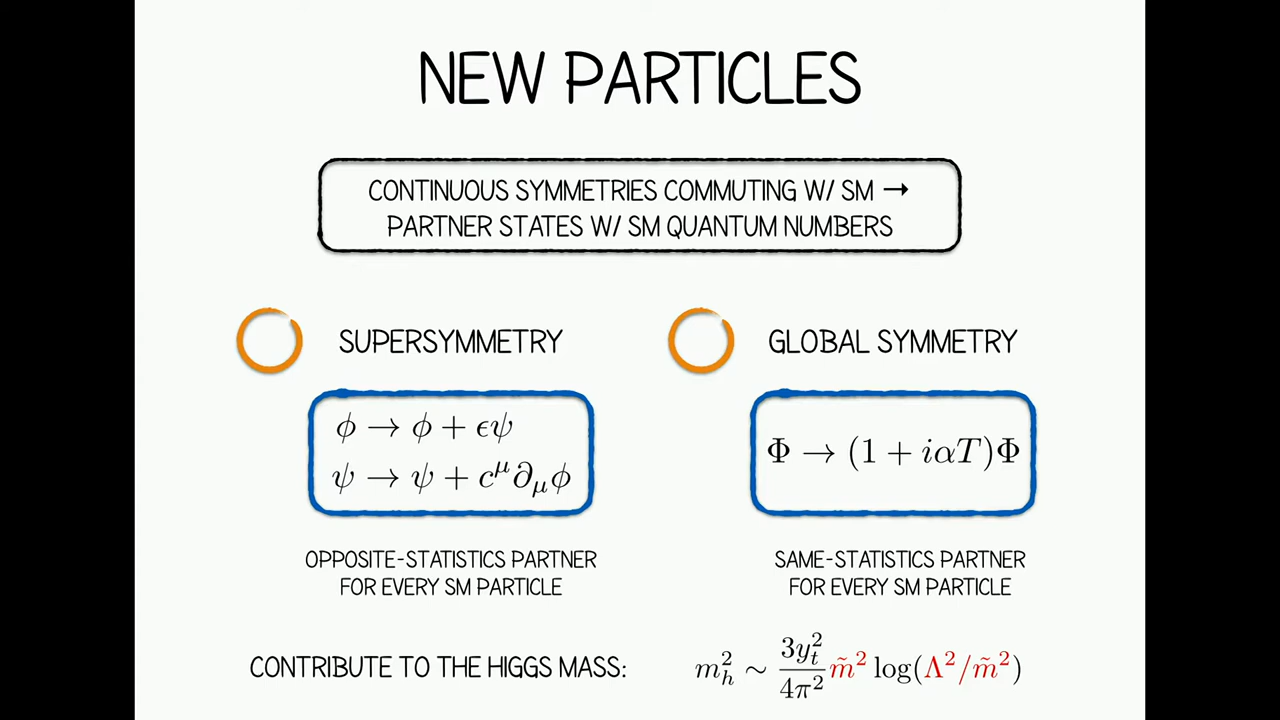 NEW PARTICLES
CONTINUOUS SYMMETRIES COMMUTING W/ SM →
PARTNER STATES W/ SM QUANTUM NUMBERS
SUPERSYMMETRY
GLOBAL SYMMETRY
ϕ → ϕ + ϵψ
ψ → ψ + c^μ ∂_μ ϕ
Φ → (1 + iαT)Φ
OPPOSITE-STATISTICS PARTNER
FOR EVERY SM PARTICLE
SAME-STATISTICS PARTNER
FOR EVERY SM PARTICLE
CONTRIBUTE TO THE HIGGS MASS: m_h^2 ∼ \frac{3y_t^2}{4π^2} m̃^2 log(Λ^2/m̃^2)